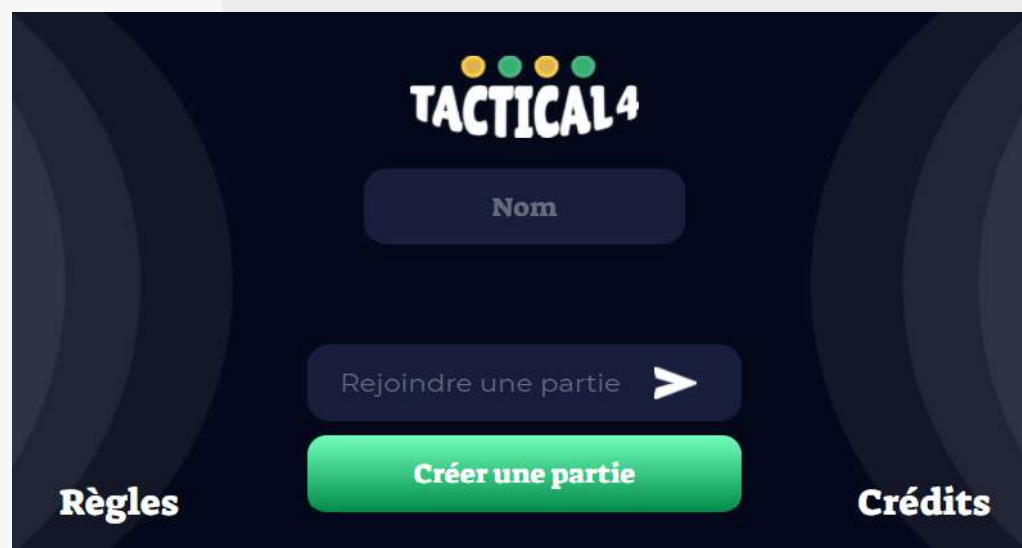 TACTICAL4
Nom
Rejoindre une partie
Créer une partie
Règles
Crédits